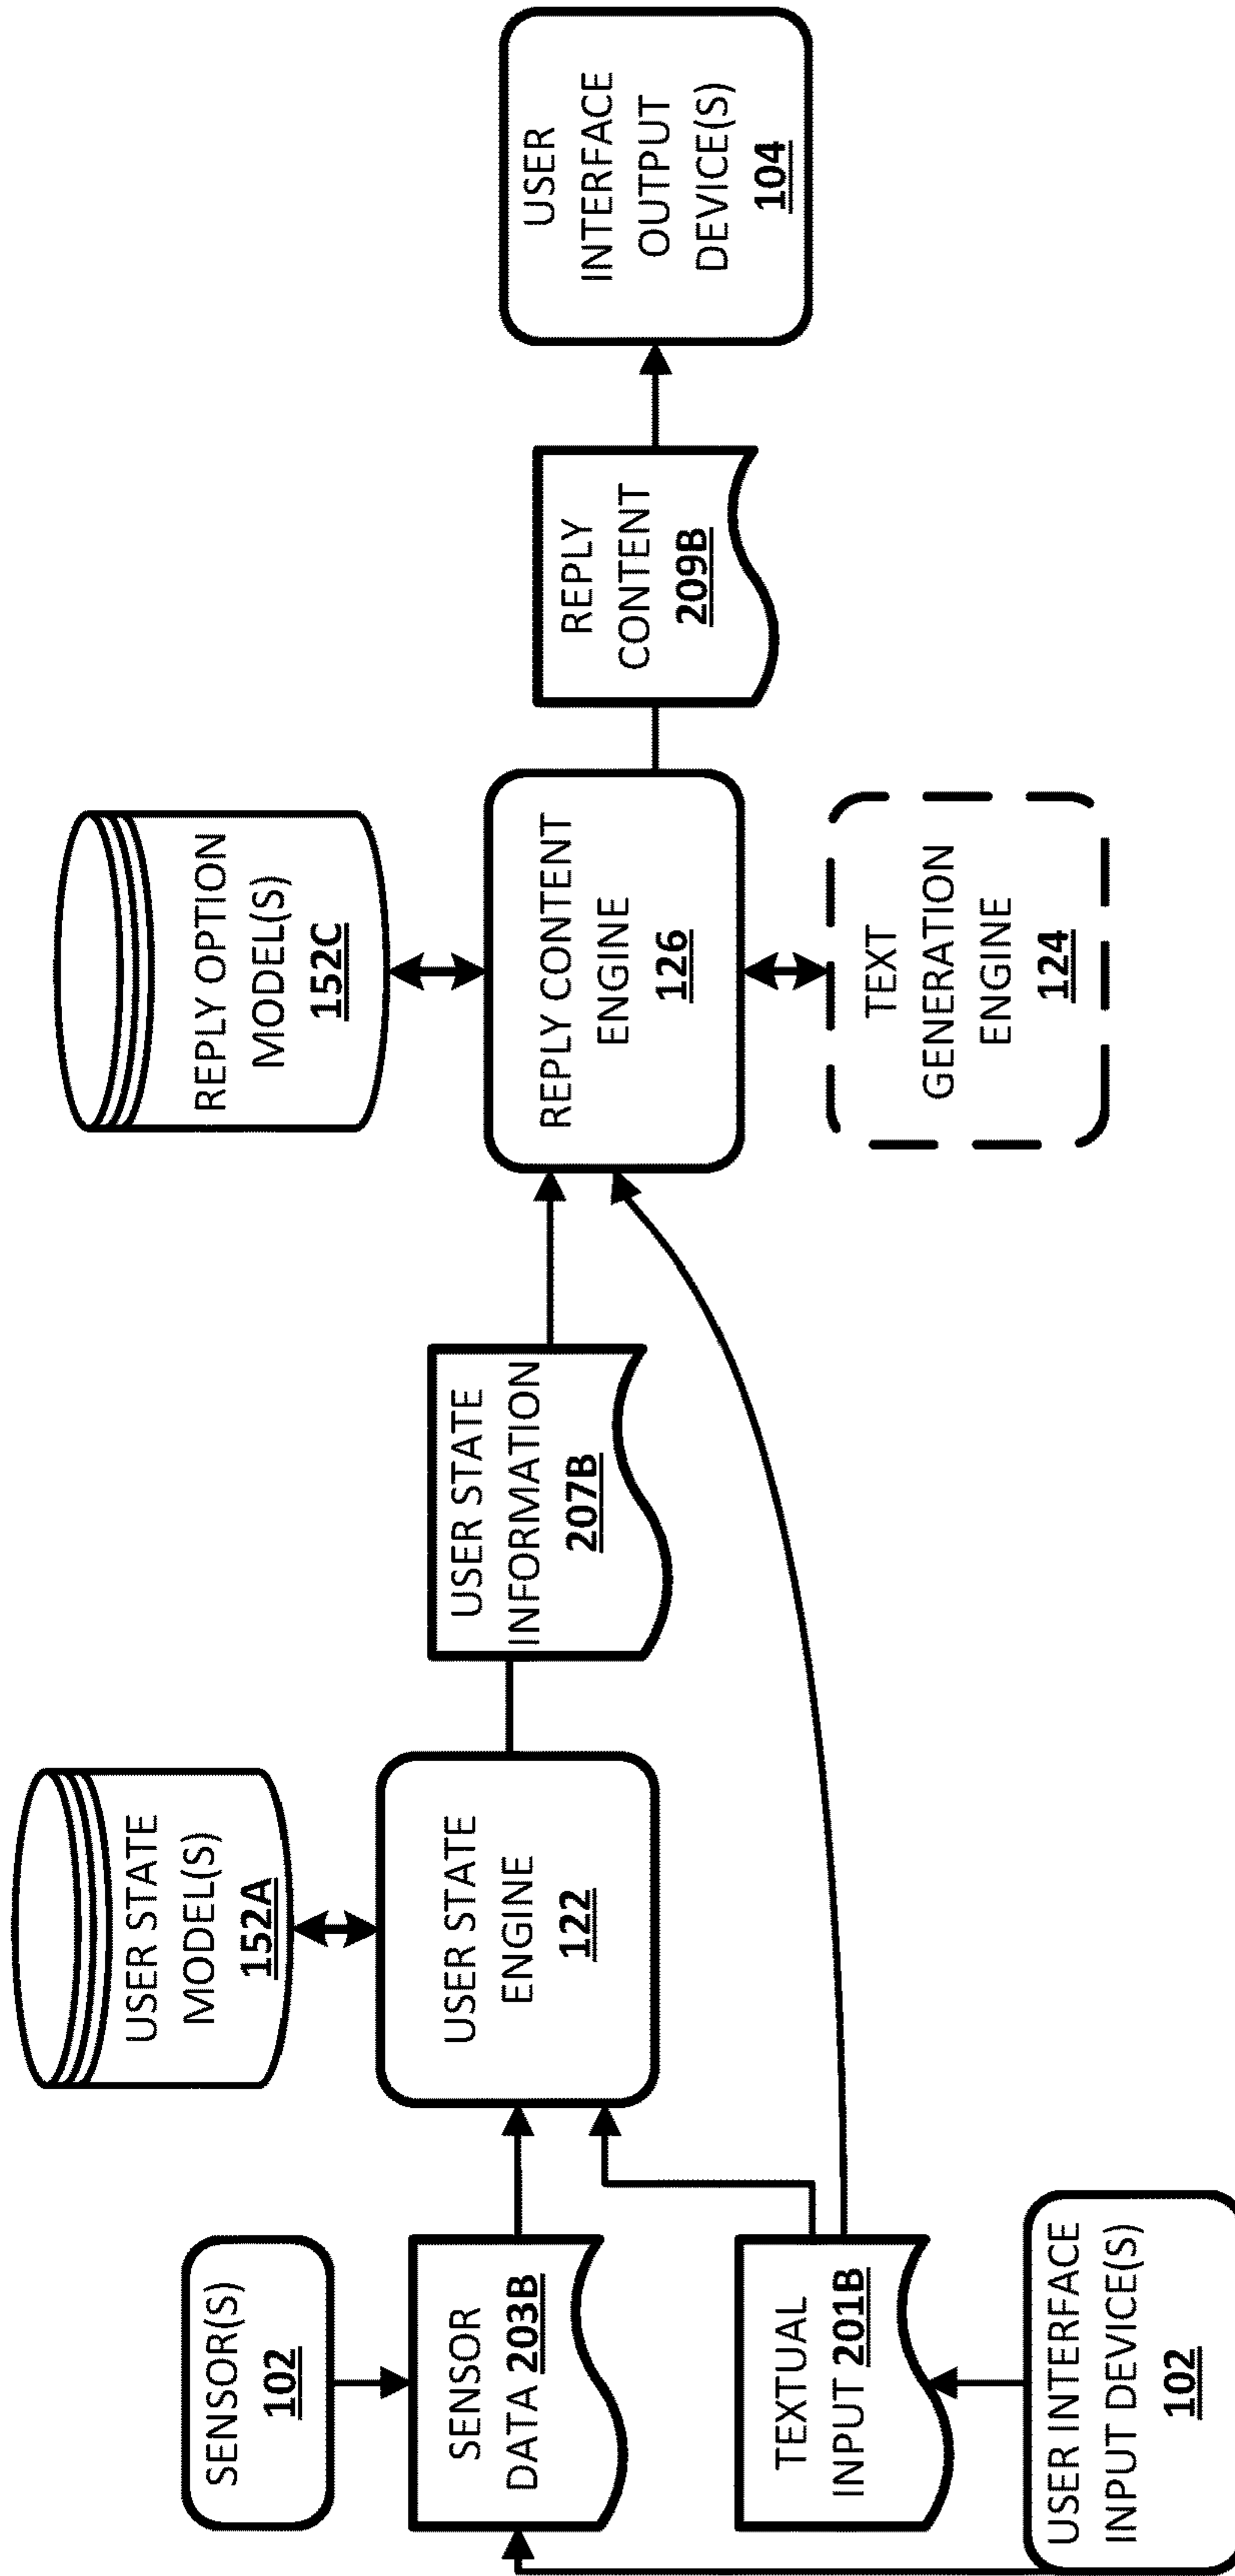 SENSOR(S)
102
SENSOR
DATA 203B
TEXTUAL
INPUT 201B
USER INTERFACE
INPUT DEVICE(S)
102
USER STATE
MODEL(S)
152A
USER STATE
ENGINE
122
USER STATE
INFORMATION
207B
REPLY OPTION
MODEL(S)
152C
REPLY CONTENT
ENGINE
126
TEXT
GENERATION
ENGINE
124
REPLY
CONTENT
209B
USER
INTERFACE
OUTPUT
DEVICE(S)
104